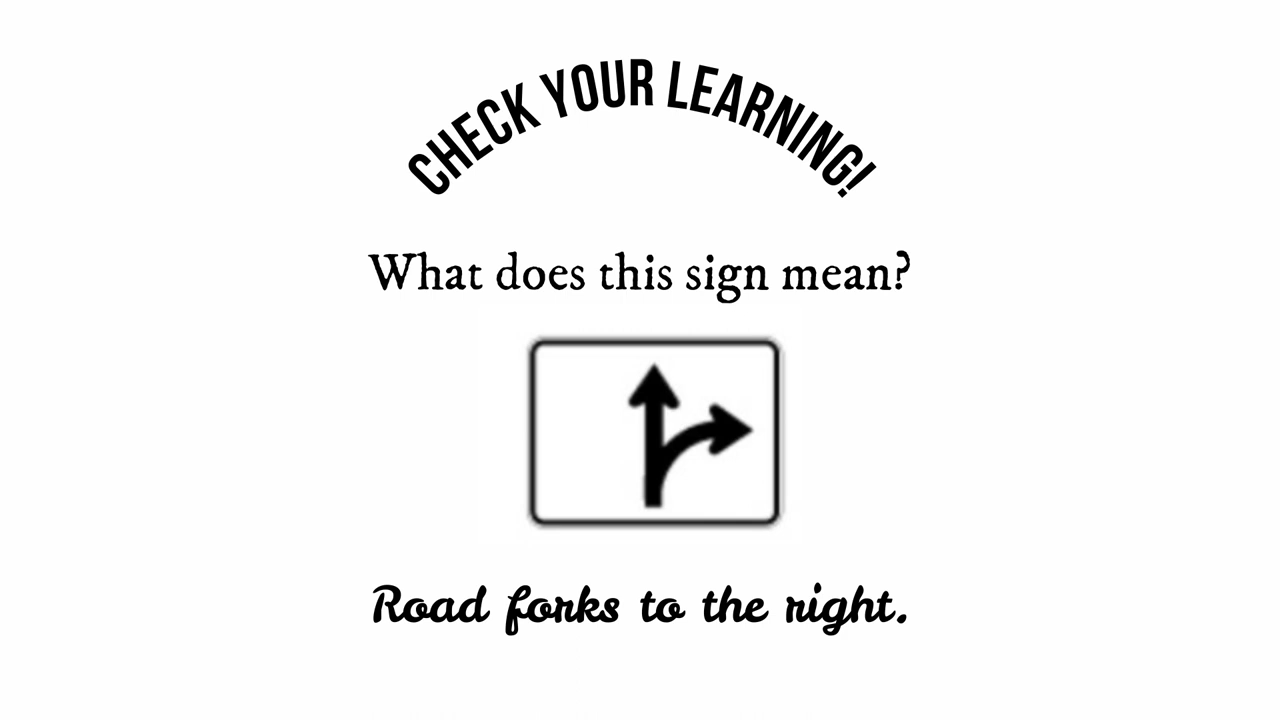 CHECK YOUR LEARNING!
What does this sign mean?
Road forks to the right.